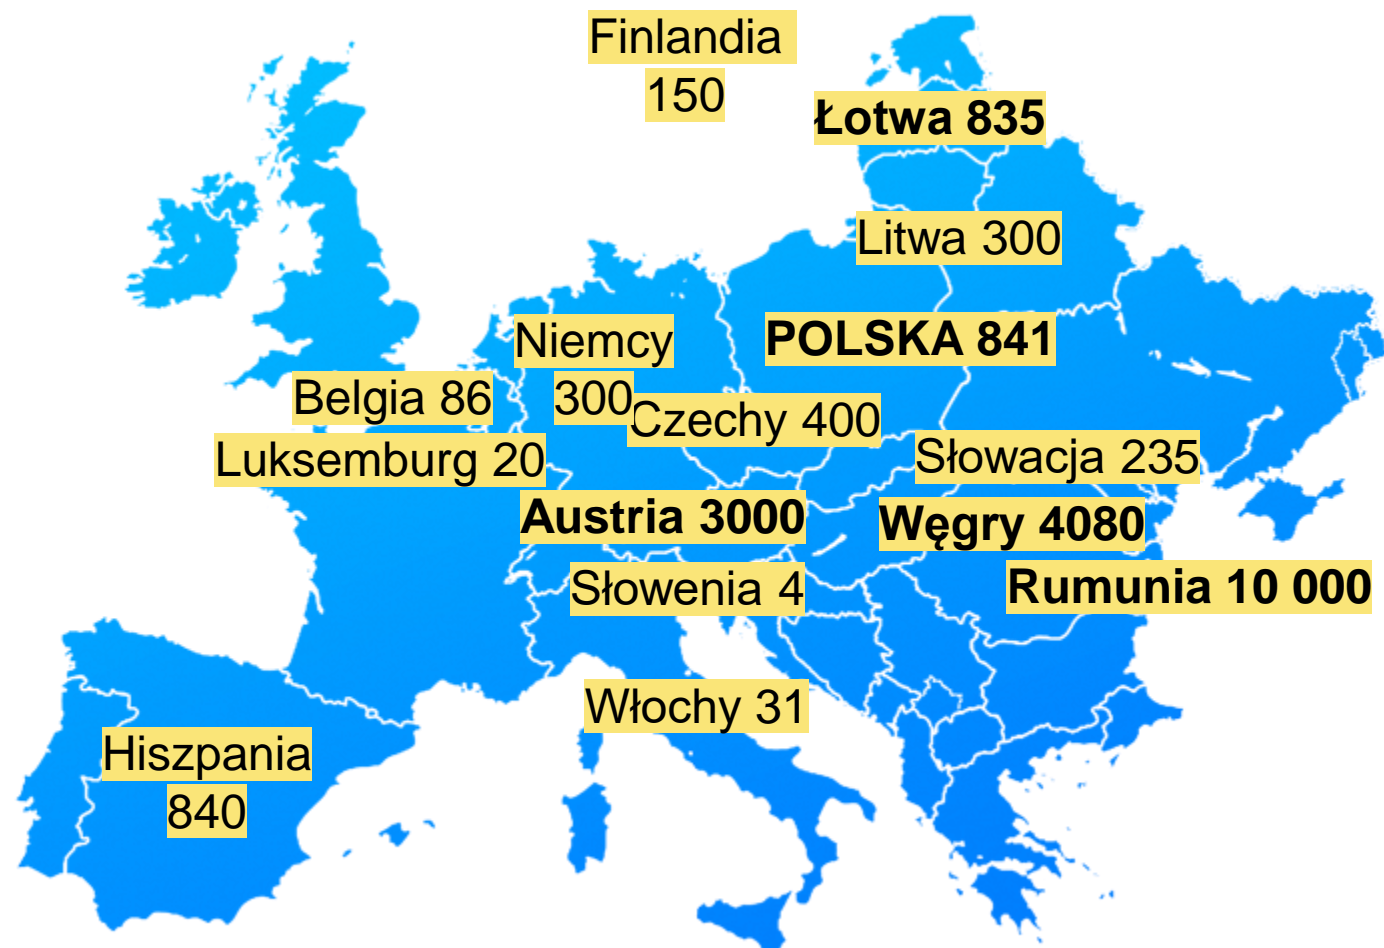 Finlandia
150
Łotwa 835
Litwa 300
POLSKA 841
Niemcy
300
Belgia 86
Czechy 400
Luksemburg 20
Słowacja 235
Austria 3000
Węgry 4080
Słowenia 4
Rumunia 10 000
Włochy 31
Hiszpania
840